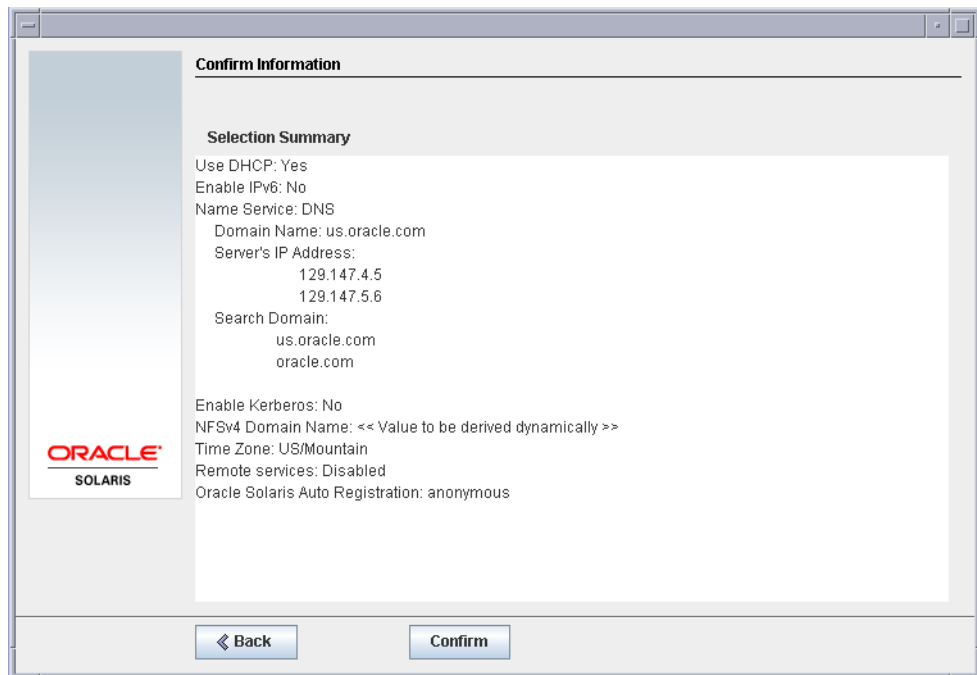 Confirm Information
Selection Summary
Use DHCP: Yes
Enable IPv6: No
Name Service: DNS
Domain Name: us.oracle.com
Server's IP Address:
129.147.4.5
129.147.5.6
Search Domain:
us.oracle.com
oracle.com
Enable Kerberos: No
NFSv4 Domain Name: << Value to be derived dynamically >>
Time Zone: US/Mountain
Remote services: Disabled
Oracle Solaris Auto Registration: anonymous
ORACLE
SOLARIS
Back
Confirm